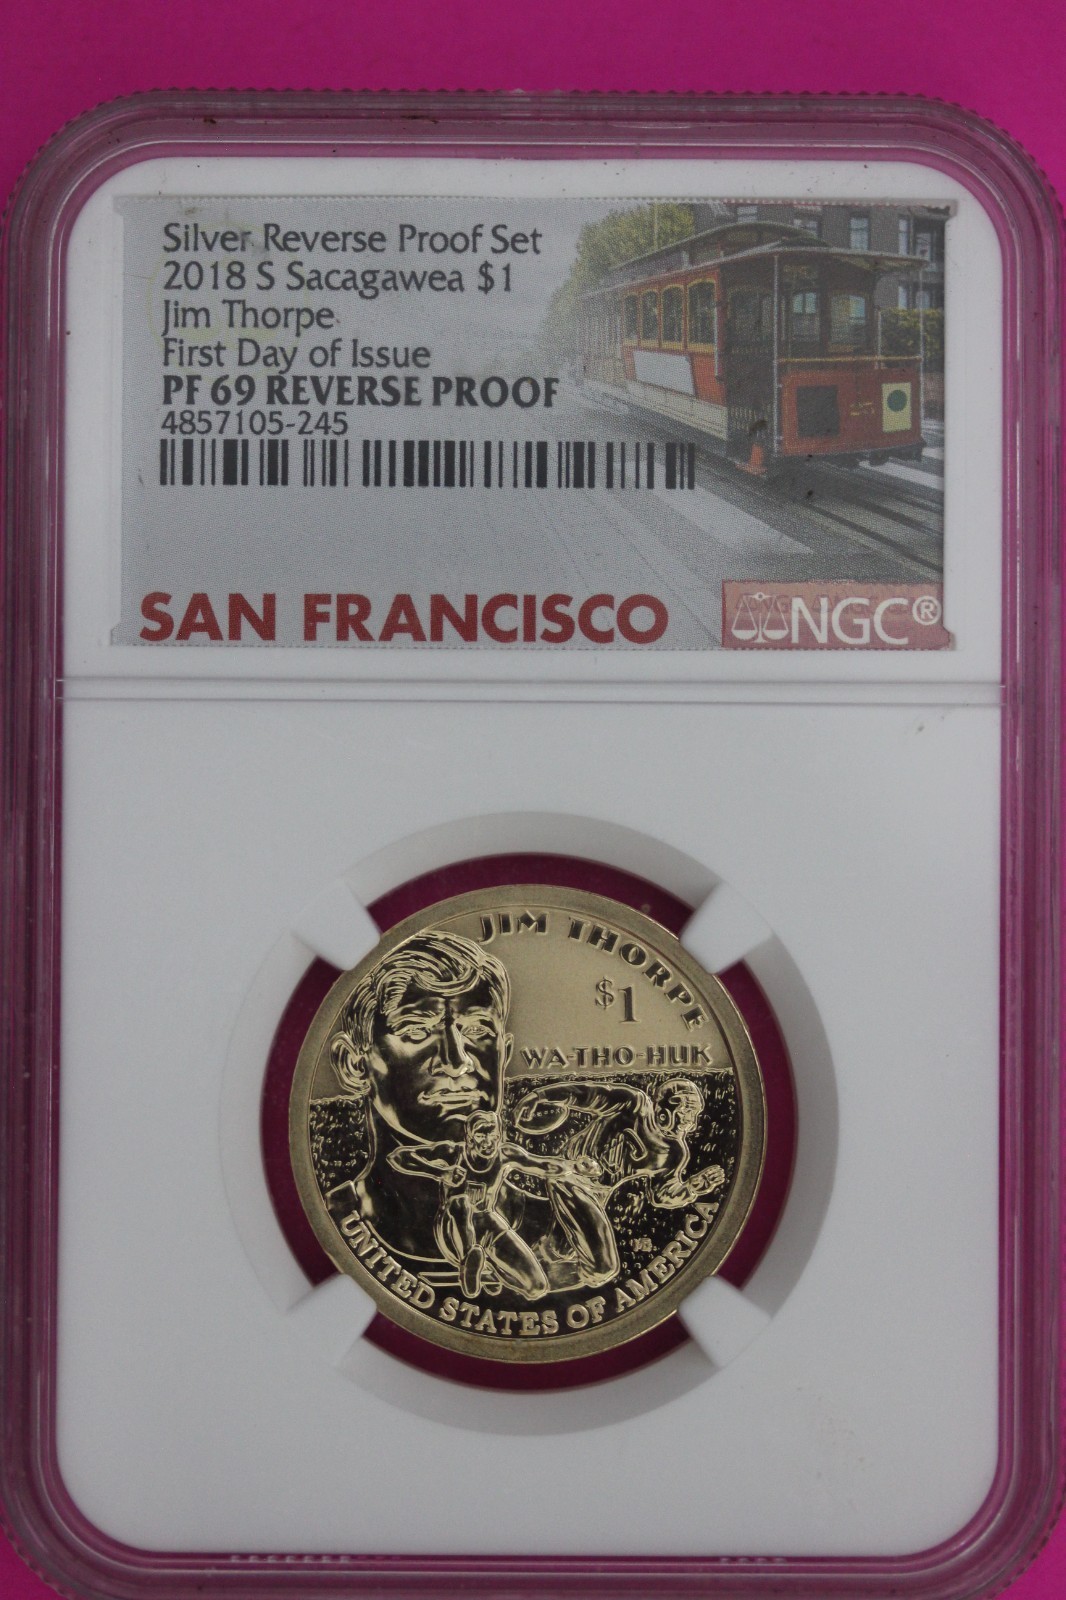 Silver Reverse Proof Set
2018 S Sacagawea $1
Jim Thorpe
First Day of Issue
PF 69 REVERSE PROOF
4857105-245
SAN FRANCISCO
NGC®
JIM THORPE
$1
WA-THO-HUK
UNITED STATES OF AMERICA